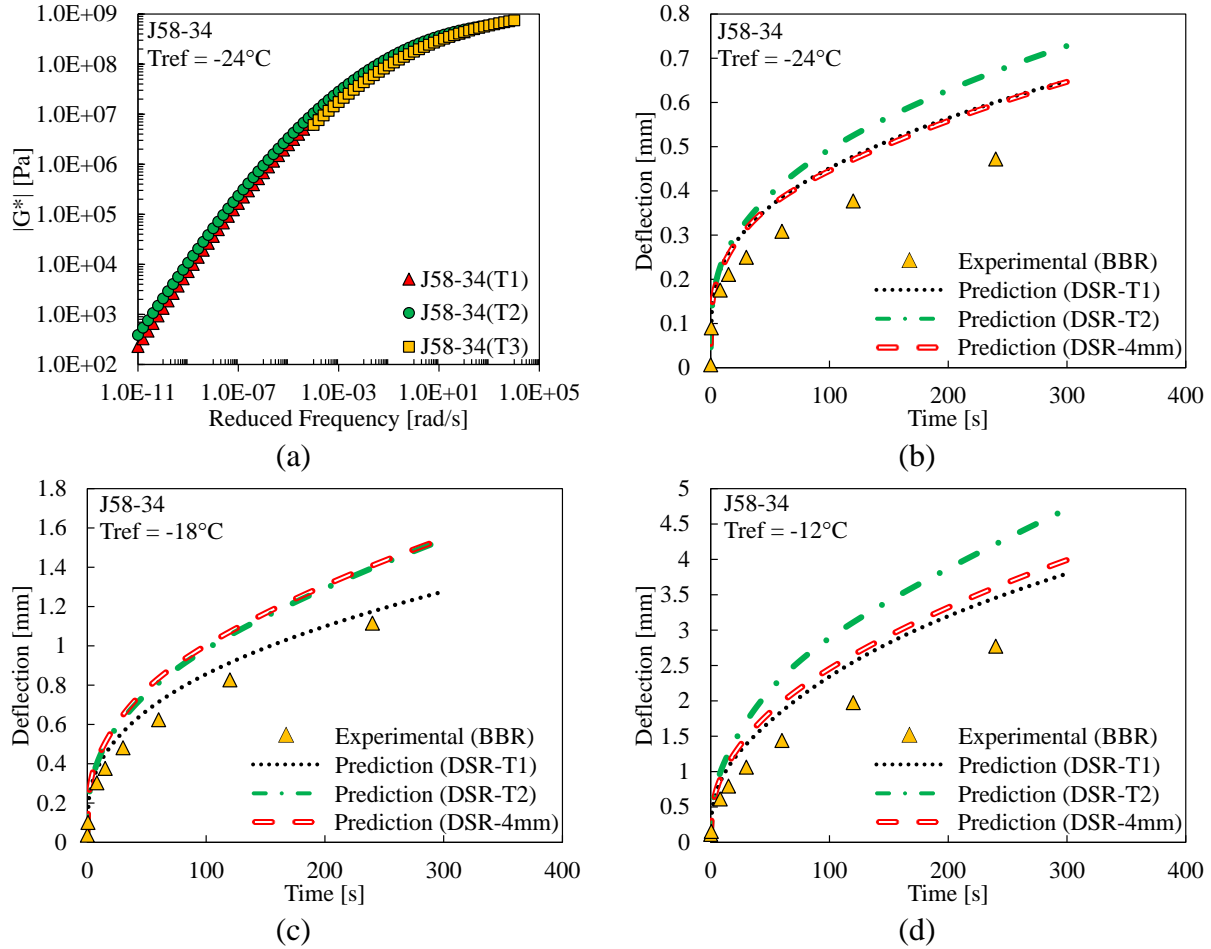 J58-34
Tref = -24°C
1.0E+09
1.0E+08
1.0E+07
1.0E+06
1.0E+05
1.0E+04
1.0E+03
1.0E+02
|G*| [Pa]
J58-34(T1)
J58-34(T2)
J58-34(T3)
1.0E-11
1.0E-07
1.0E-03
1.0E+01
1.0E+05
Reduced Frequency [rad/s]
(a)
J58-34
Tref = -24°C
0.8
0.7
0.6
0.5
0.4
0.3
0.2
0.1
0
Deflection [mm]
Experimental (BBR)
Prediction (DSR-T1)
Prediction (DSR-T2)
Prediction (DSR-4mm)
0
100
200
300
400
Time [s]
(b)
J58-34
Tref = -18°C
1.8
1.6
1.4
1.2
1
0.8
0.6
0.4
0.2
0
Deflection [mm]
Experimental (BBR)
Prediction (DSR-T1)
Prediction (DSR-T2)
Prediction (DSR-4mm)
0
100
200
300
400
Time [s]
(c)
J58-34
Tref = -12°C
5
4.5
4
3.5
3
2.5
2
1.5
1
0.5
0
Deflection [mm]
Experimental (BBR)
Prediction (DSR-T1)
Prediction (DSR-T2)
Prediction (DSR-4mm)
0
100
200
300
400
Time [s]
(d)